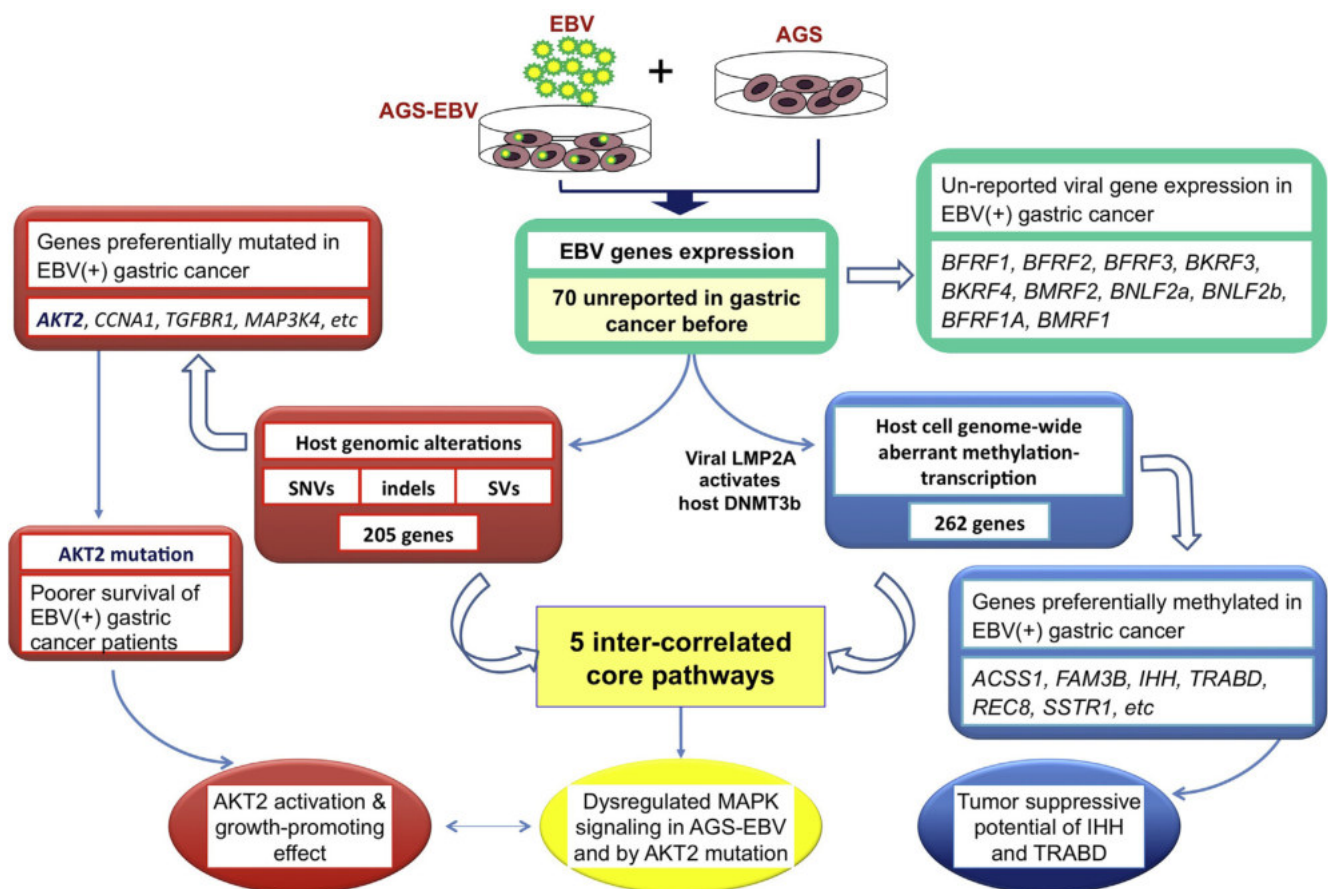 EBV
+
AGS
AGS-EBV
Un-reported viral gene expression in
EBV(+) gastric cancer
BFRF1, BFRF2, BFRF3, BKRF3,
BKRF4, BMRF2, BNLF2a, BNLF2b,
BFRF1A, BMRF1
EBV genes expression
70 unreported in gastric
cancer before
Genes preferentially mutated in
EBV(+) gastric cancer
AKT2, CCNA1, TGFBR1, MAP3K4, etc
Host genomic alterations
SNVs indels SVs
205 genes
Viral LMP2A
activates
host DNMT3b
Host cell genome-wide
aberrant methylation-
transcription
262 genes
AKT2 mutation
Poorer survival of
EBV(+) gastric
cancer patients
5 inter-correlated
core pathways
Genes preferentially methylated in
EBV(+) gastric cancer
ACSS1, FAM3B, IHH, TRABD,
REC8, SSTR1, etc
AKT2 activation &
growth-promoting
effect
Dysregulated MAPK
signaling in AGS-EBV
and by AKT2 mutation
Tumor suppressive
potential of IHH
and TRABD